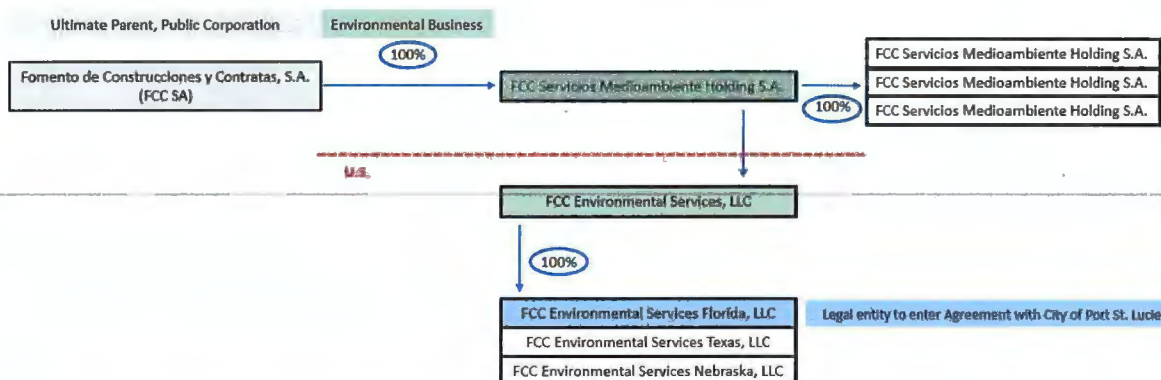 Ultimate Parent, Public Corporation
Environmental Business
100%
Fomento de Construcciones y Contratas, S.A.
(FCC SA)
FCC Servicios Medioambiente Holding S.A.
100%
FCC Servicios Medioambiente Holding S.A.
FCC Servicios Medioambiente Holding S.A.
FCC Servicios Medioambiente Holding S.A.
U.S.
FCC Environmental Services, LLC
100%
FCC Environmental Services Florida, LLC
Legal entity to enter Agreement with City of Port St. Lucie
FCC Environmental Services Texas, LLC
FCC Environmental Services Nebraska, LLC